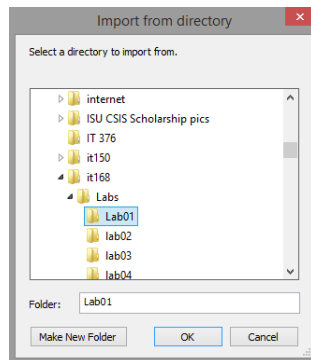 Import from directory
Select a directory to import from.
internet
ISU CSIS Scholarship pics
IT 376
it150
it168
Labs
Lab01
lab02
lab03
lab04
Folder: Lab01
Make New Folder OK Cancel